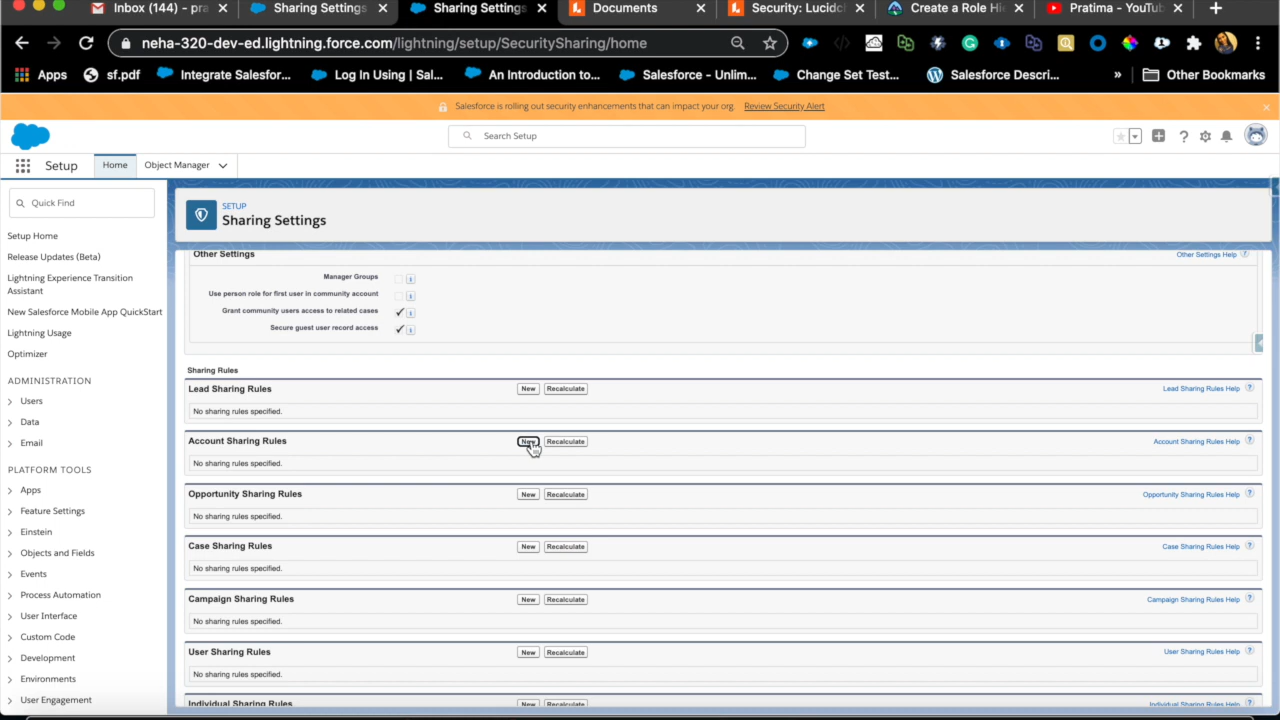 Inbox (144) – pra
Sharing Settings
Sharing Settings
Documents
Security: Lucidch
Create a Role Hie
Pratima - YouTub
neha-320-dev-ed.lightning.force.com/lightning/setup/SecuritySharing/home
Apps
sf.pdf
Integrate Salesfor...
Log In Using | Sal...
An Introduction to...
Salesforce - Unlim...
Change Set Test...
Salesforce Descri...
»
Other Bookmarks
Salesforce is rolling out security enhancements that can impact your org. Review Security Alert
Search Setup
Setup
Home
Object Manager
Quick Find
SETUP
Sharing Settings
Setup Home
Release Updates (Beta)
Lightning Experience Transition
Assistant
New Salesforce Mobile App QuickStart
Lightning Usage
Optimizer
ADMINISTRATION
Users
Data
Email
PLATFORM TOOLS
Apps
Feature Settings
Einstein
Objects and Fields
Events
Process Automation
User Interface
Custom Code
Development
Environments
User Engagement
Other Settings
Other Settings Help ?
Manager Groups
Use person role for first user in community account
Grant community users access to related cases
Secure guest user record access
Sharing Rules
Lead Sharing Rules New Recalculate Lead Sharing Rules Help ?
No sharing rules specified.
Account Sharing Rules New Recalculate Account Sharing Rules Help ?
No sharing rules specified.
Opportunity Sharing Rules New Recalculate Opportunity Sharing Rules Help ?
No sharing rules specified.
Case Sharing Rules New Recalculate Case Sharing Rules Help ?
No sharing rules specified.
Campaign Sharing Rules New Recalculate Campaign Sharing Rules Help ?
No sharing rules specified.
User Sharing Rules New Recalculate User Sharing Rules Help ?
No sharing rules specified.
Individual Sharing Rules New Recalculate Individual Sharing Rules Help ?